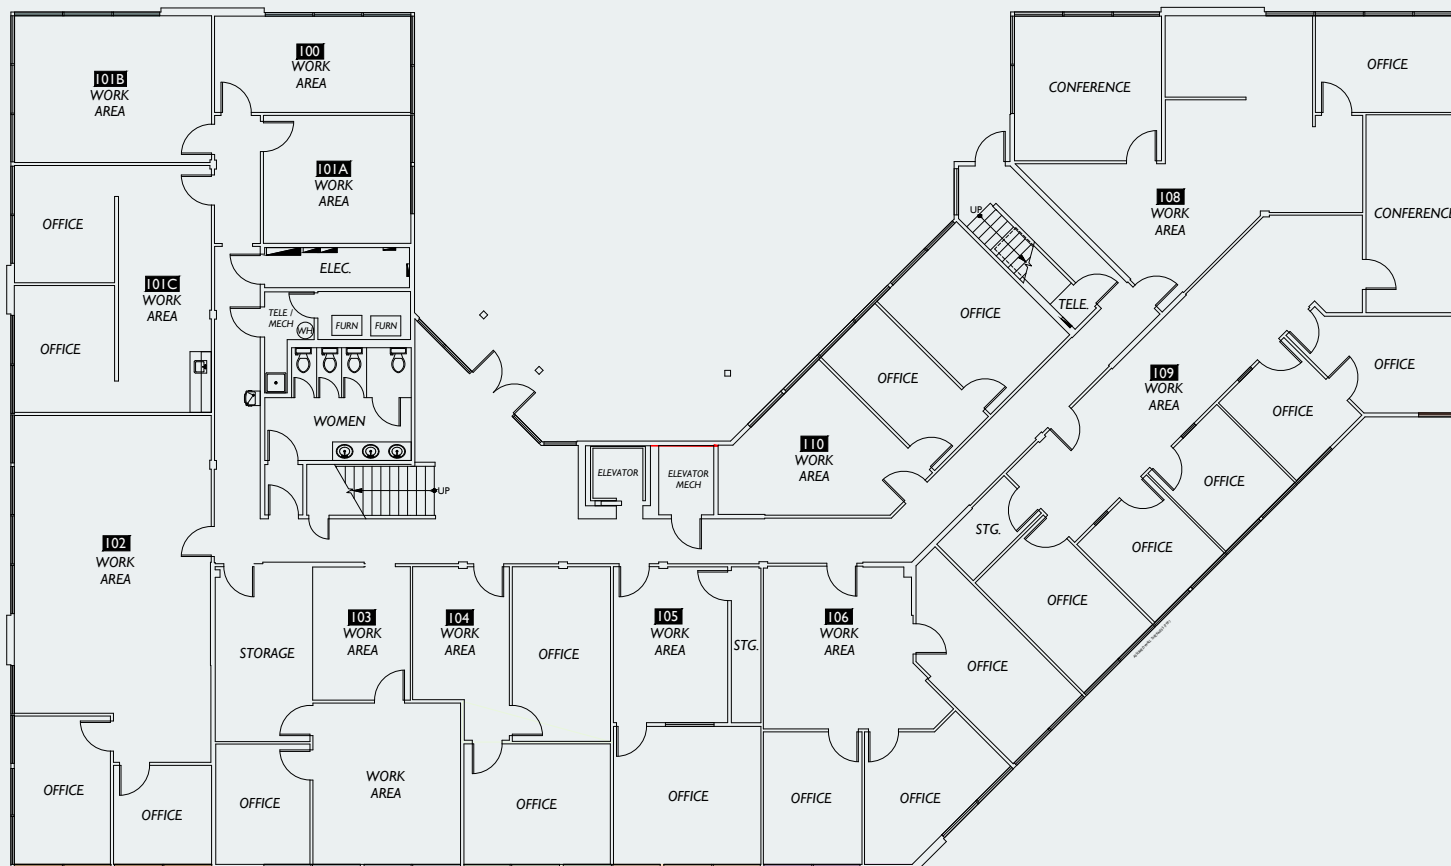 100
WORK
AREA
101B
WORK
AREA
101A
WORK
AREA
OFFICE
101C
WORK
AREA
OFFICE
ELEC.
TELE /
MECH
WH
FURN
FURN
WOMEN
UP
ELEVATOR
ELEVATOR
MECH
CONFERENCE
OFFICE
108
WORK
AREA
CONFERENCE
UP
TELE.
OFFICE
OFFICE
110
WORK
AREA
109
WORK
AREA
OFFICE
OFFICE
OFFICE
OFFICE
STG.
OFFICE
OFFICE
102
WORK
AREA
STORAGE
103
WORK
AREA
104
WORK
AREA
OFFICE
105
WORK
AREA
STG.
106
WORK
AREA
OFFICE
OFFICE
OFFICE
WORK
AREA
OFFICE
OFFICE
OFFICE
OFFICE